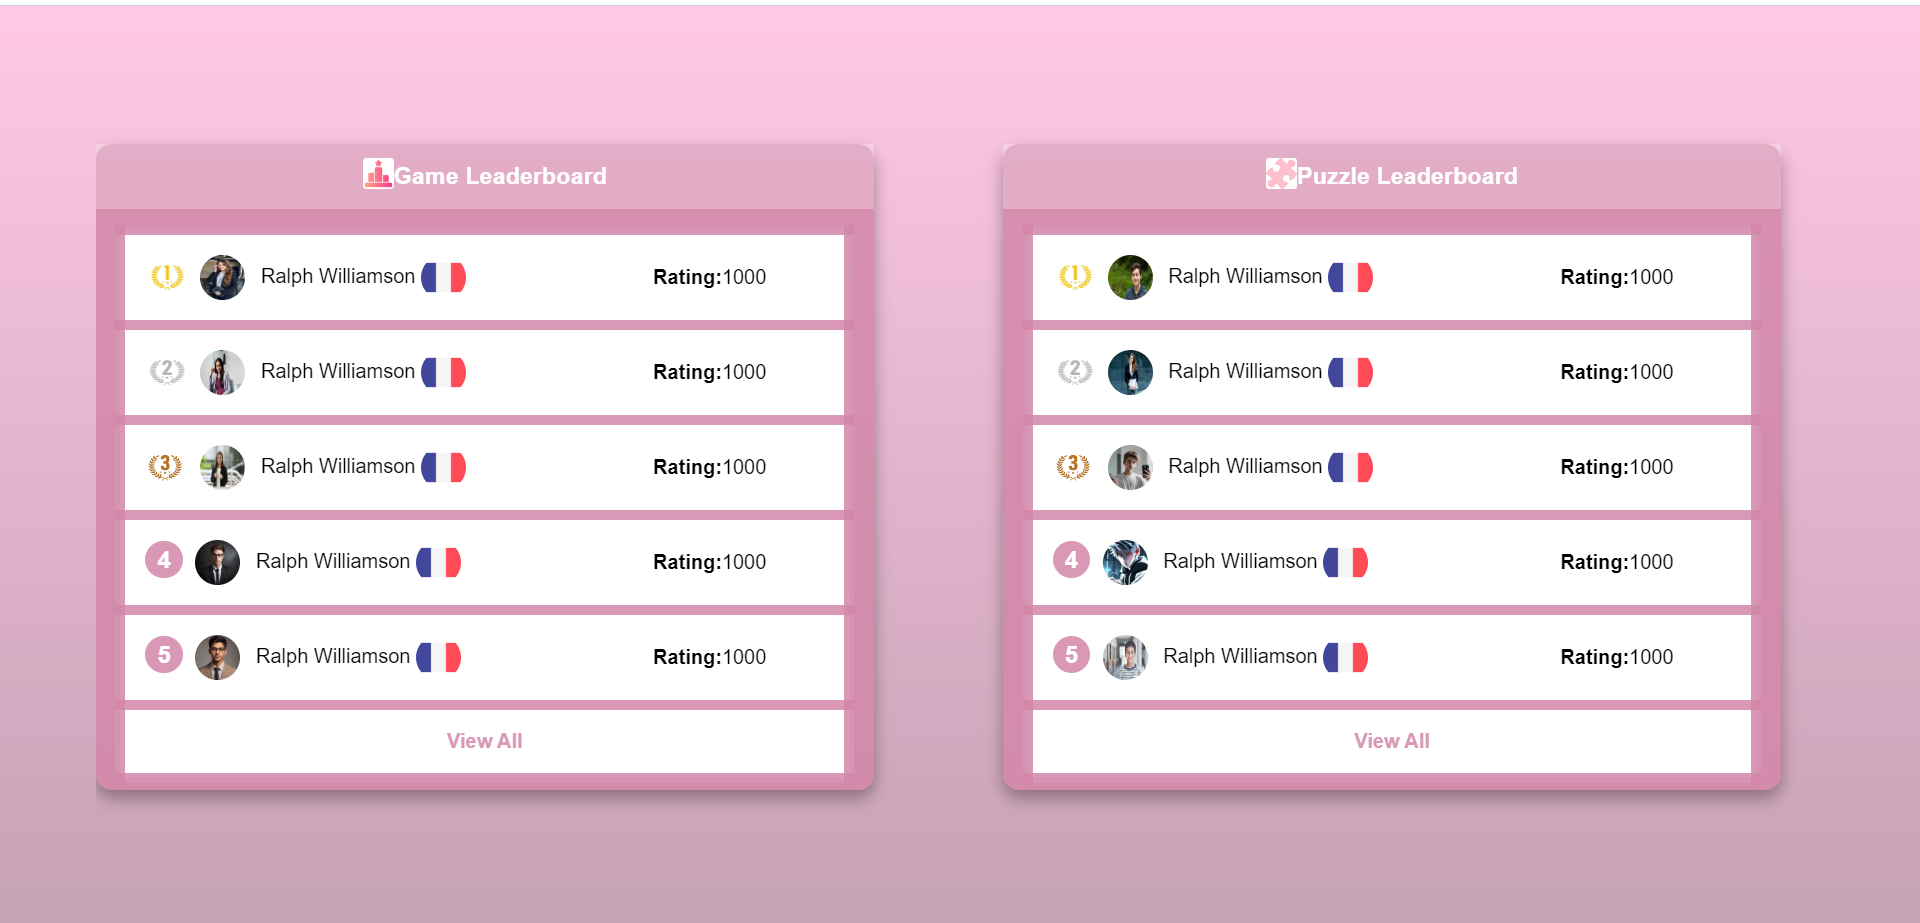 Game Leaderboard
1 Ralph Williamson Rating:1000
2 Ralph Williamson Rating:1000
3 Ralph Williamson Rating:1000
4 Ralph Williamson Rating:1000
5 Ralph Williamson Rating:1000
View All
Puzzle Leaderboard
1 Ralph Williamson Rating:1000
2 Ralph Williamson Rating:1000
3 Ralph Williamson Rating:1000
4 Ralph Williamson Rating:1000
5 Ralph Williamson Rating:1000
View All